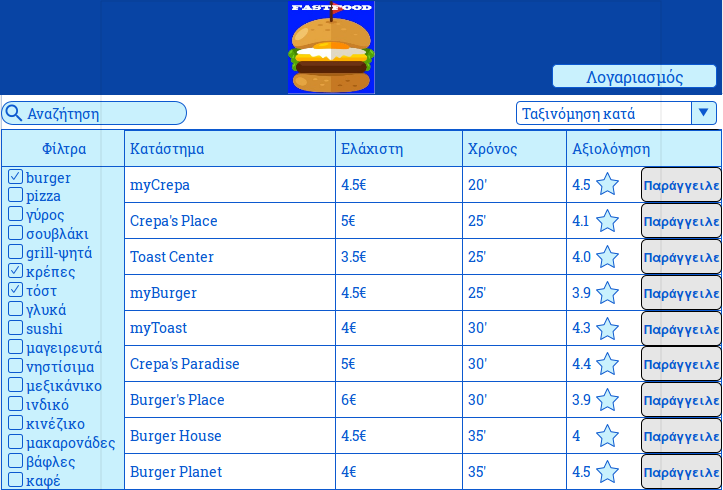 FASTFOOD
Λογαριασμός
Αναζήτηση
Ταξινόμηση κατά
Φίλτρα
Κατάστημα Ελάχιστη Χρόνος Αξιολόγηση
burger
pizza
γύρος
σουβλάκι
grill-ψητά
κρέπες
τόστ
γλυκά
sushi
μαγειρευτά
νηστίσιμα
μεξικάνικο
ινδικό
κινέζικο
μακαρονάδες
βάφλες
καφέ
myCrepa 4.5€ 20' 4.5 Παράγγειλε
Crepa's Place 5€ 25' 4.1 Παράγγειλε
Toast Center 3.5€ 25' 4.0 Παράγγειλε
myBurger 4.5€ 25' 3.9 Παράγγειλε
myToast 4€ 30' 4.3 Παράγγειλε
Crepa's Paradise 5€ 30' 4.4 Παράγγειλε
Burger's Place 6€ 30' 3.9 Παράγγειλε
Burger House 4.5€ 35' 4 Παράγγειλε
Burger Planet 4€ 35' 4.5 Παράγγειλε